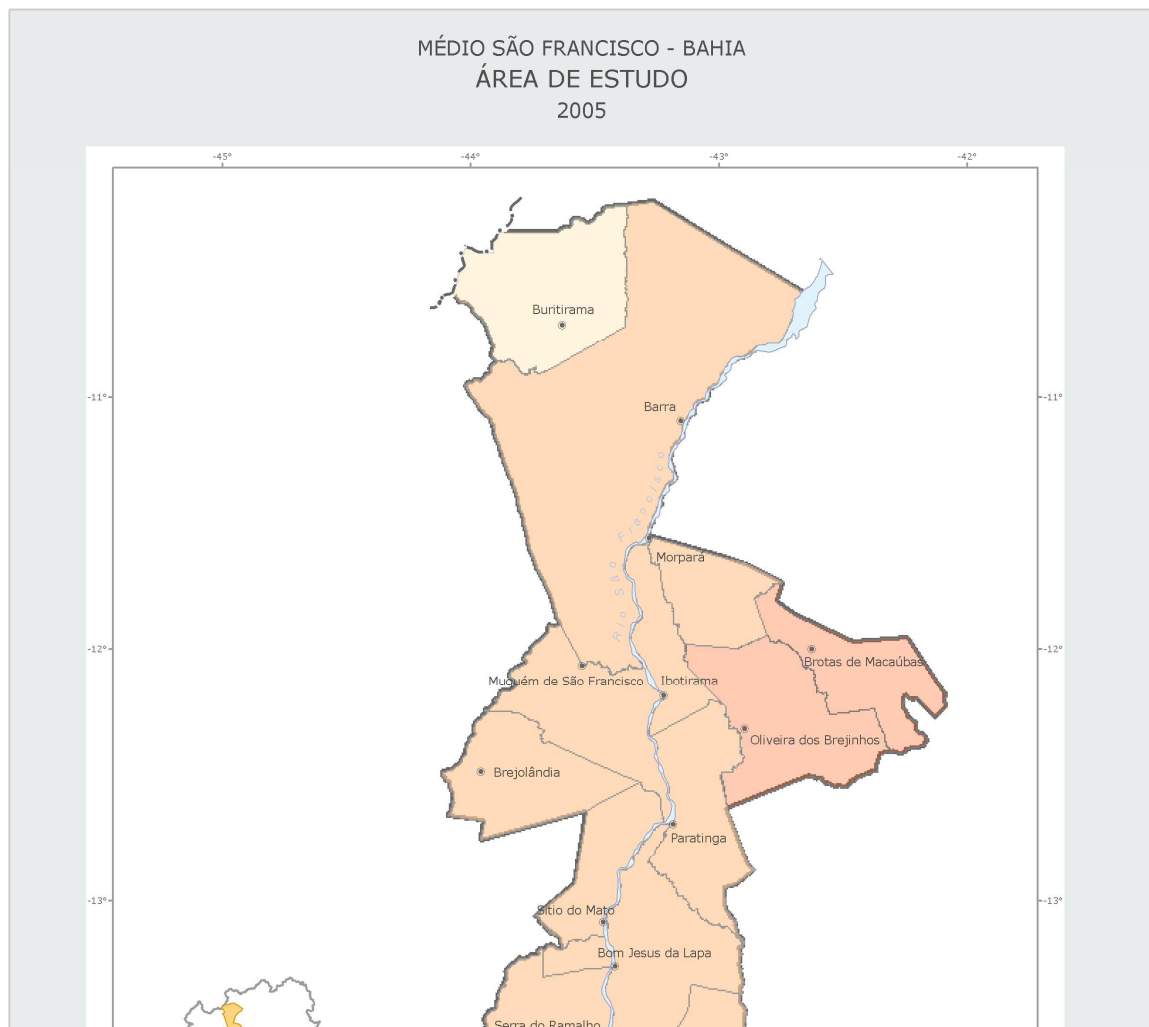 MÉDIO SÃO FRANCISCO - BAHIA
ÁREA DE ESTUDO
2005
-45°
-44°
-43°
-42°
Buritirama
-11°
-11°
Barra
Rio São Francisco
Morpará
-12°
-12°
Brotas de Macaúbas
Muquém de São Francisco
Ibotirama
Oliveira dos Brejinhos
Brejolândia
Paratinga
-13°
-13°
Sítio do Mato
Bom Jesus da Lapa
Serra do Ramalho